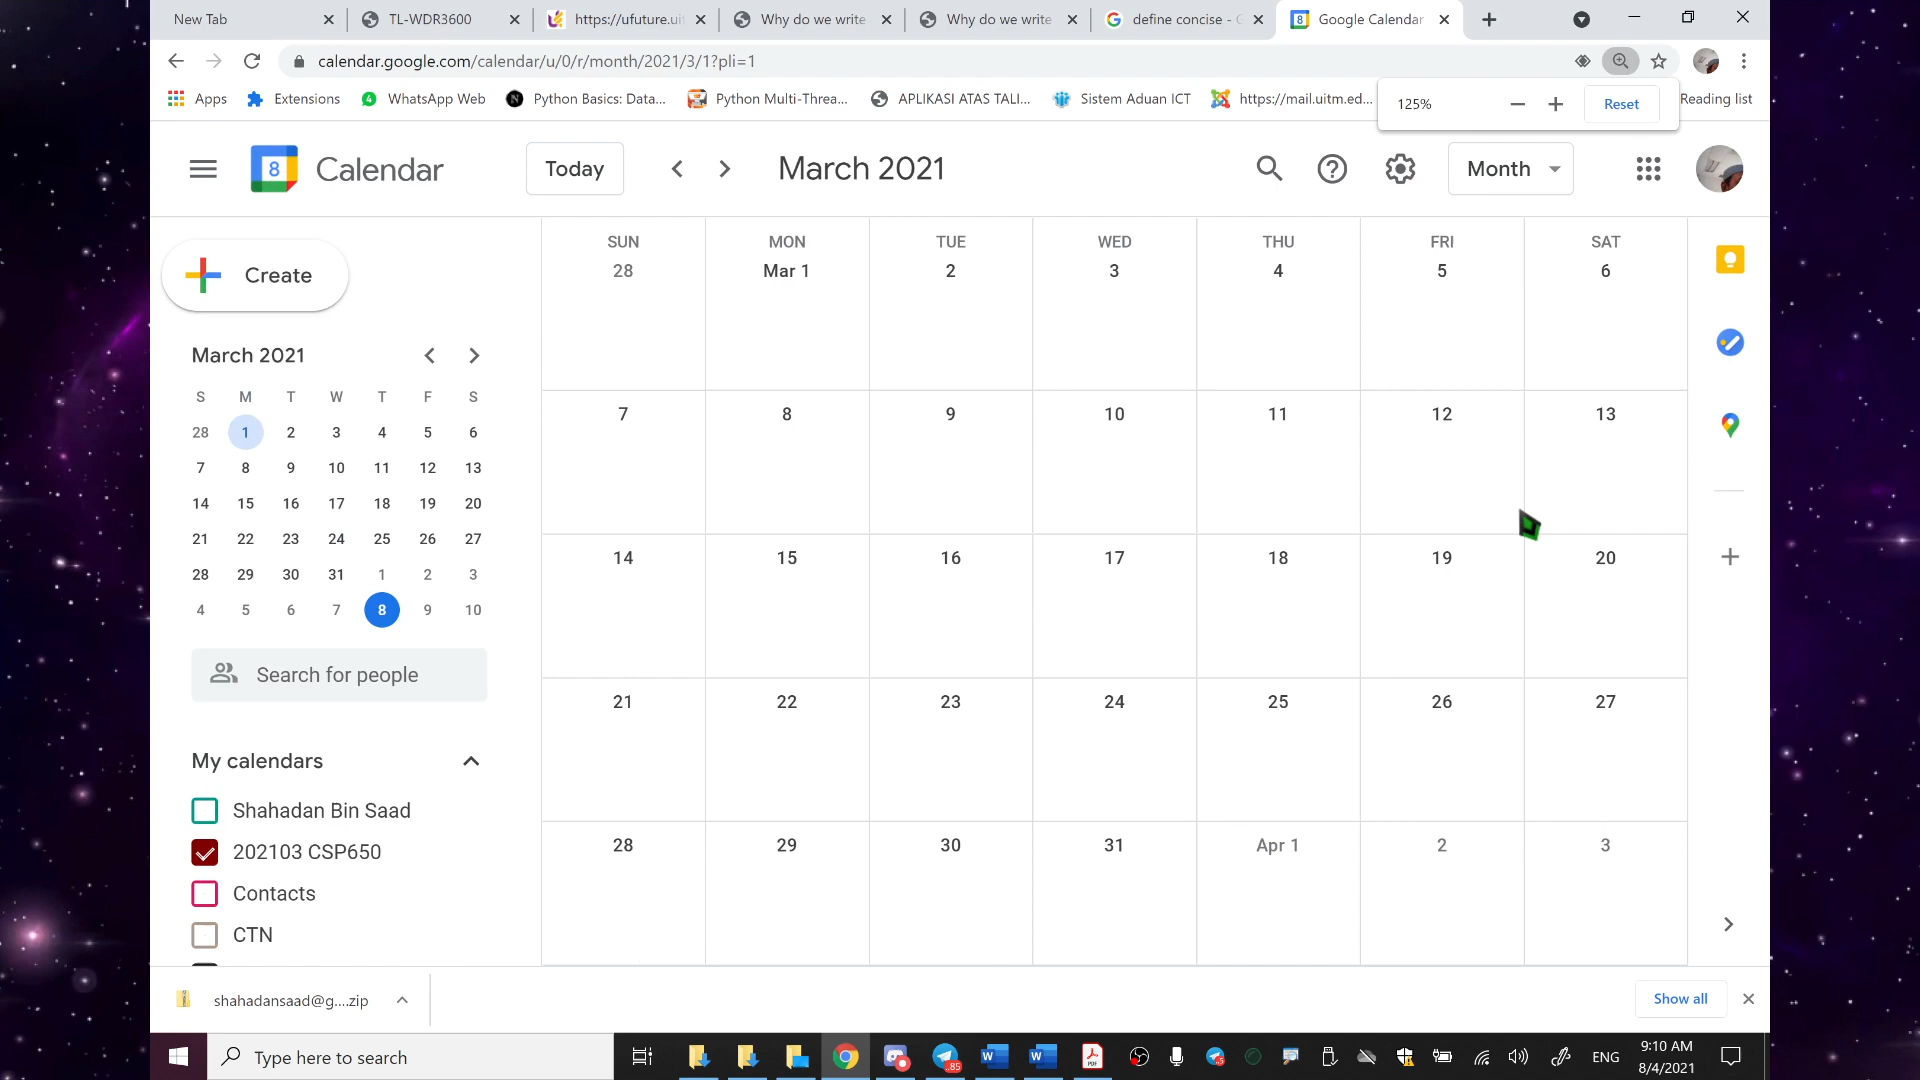 New Tab
TL-WDR3600
https://ufuture.ui
Why do we write
Why do we write
define concise - G
Google Calendar
calendar.google.com/calendar/u/0/r/month/2021/3/1?pli=1
Apps
Extensions
WhatsApp Web
Python Basics: Data...
Python Multi-Threa...
APLIKASI ATAS TALI...
Sistem Aduan ICT
https://mail.uitm.ed...
Reading list
125%
Reset
8
Calendar
Today
March 2021
Month
Create
March 2021
S M T W T F S
28 1 2 3 4 5 6
7 8 9 10 11 12 13
14 15 16 17 18 19 20
21 22 23 24 25 26 27
28 29 30 31 1 2 3
4 5 6 7 8 9 10
Search for people
My calendars
Shahadan Bin Saad
202103 CSP650
Contacts
CTN
SUN MON TUE WED THU FRI SAT
28 Mar 1 2 3 4 5 6
7 8 9 10 11 12 13
14 15 16 17 18 19 20
21 22 23 24 25 26 27
28 29 30 31 Apr 1 2 3
shahadansaad@g....zip
Show all
Type here to search
85
ENG
9:10 AM
8/4/2021